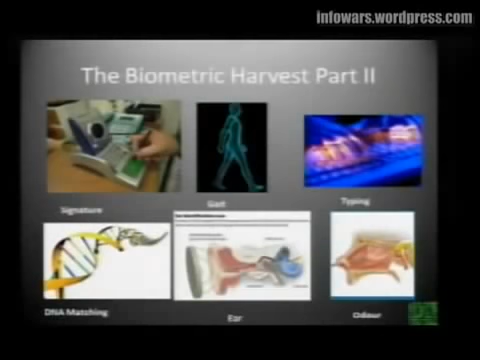 infowars.wordpress.com
The Biometric Harvest Part II
Signature
Gait
Typing
DNA Matching
Ear
Odour